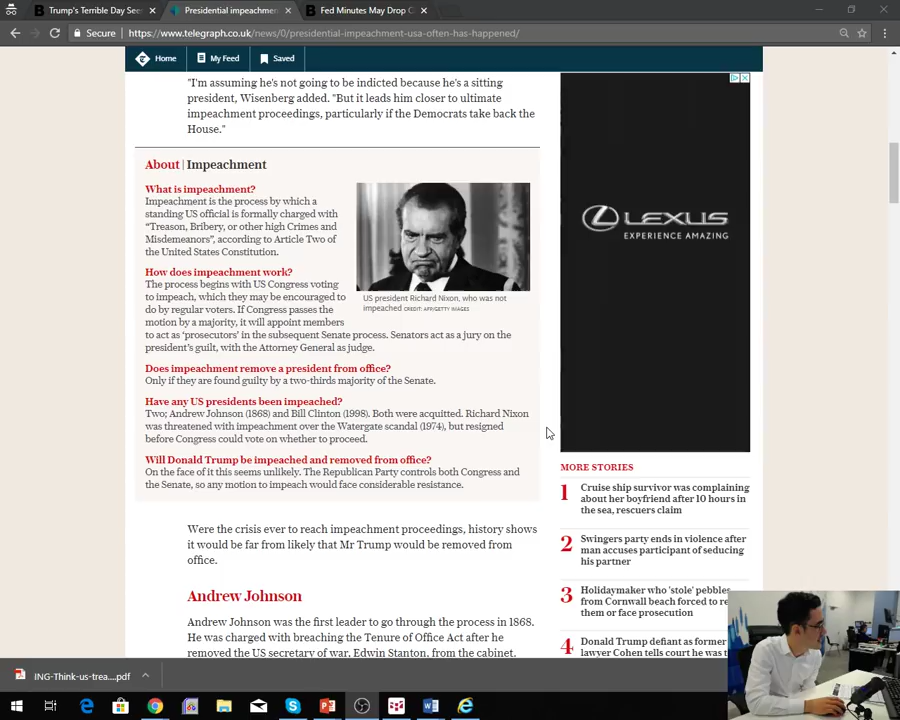 Trump's Terrible Day See
Presidential impeachmen
Fed Minutes May Drop C
Secure
https://www.telegraph.co.uk/news/0/presidential-impeachment-usa-often-has-happened/
Home
My Feed
Saved
"I'm assuming he's not going to be indicted because he's a sitting
president, Wisenberg added. "But it leads him closer to ultimate
impeachment proceedings, particularly if the Democrats take back the
House."
About | Impeachment
What is impeachment?
Impeachment is the process by which a
standing US official is formally charged with
“Treason, Bribery, or other high Crimes and
Misdemeanors”, according to Article Two of
the United States Constitution.
How does impeachment work?
The process begins with US Congress voting
to impeach, which they may be encouraged to
do by regular voters. If Congress passes the
motion by a majority, it will appoint members
to act as ‘prosecutors’ in the subsequent Senate process. Senators act as a jury on the
president's guilt, with the Attorney General as judge.
US president Richard Nixon, who was not
impeached CREDIT: AFP/GETTY IMAGES
Does impeachment remove a president from office?
Only if they are found guilty by a two-thirds majority of the Senate.
Have any US presidents been impeached?
Two; Andrew Johnson (1868) and Bill Clinton (1998). Both were acquitted. Richard Nixon
was threatened with impeachment over the Watergate scandal (1974), but resigned
before Congress could vote on whether to proceed.
Will Donald Trump be impeached and removed from office?
On the face of it this seems unlikely. The Republican Party controls both Congress and
the Senate, so any motion to impeach would face considerable resistance.
Were the crisis ever to reach impeachment proceedings, history shows
it would be far from likely that Mr Trump would be removed from
office.
Andrew Johnson
Andrew Johnson was the first leader to go through the process in 1868.
He was charged with breaching the Tenure of Office Act after he
removed the US secretary of war, Edwin Stanton, from the cabinet.
LEXUS
EXPERIENCE AMAZING
MORE STORIES
1 Cruise ship survivor was complaining
about her boyfriend after 10 hours in
the sea, rescuers claim
2 Swingers party ends in violence after
man accuses participant of seducing
his partner
3 Holidaymaker who 'stole' pebbles
from Cornwall beach forced to re
them or face prosecution
4 Donald Trump defiant as former
lawyer Cohen tells court he was t
ING-Think-us-trea....pdf